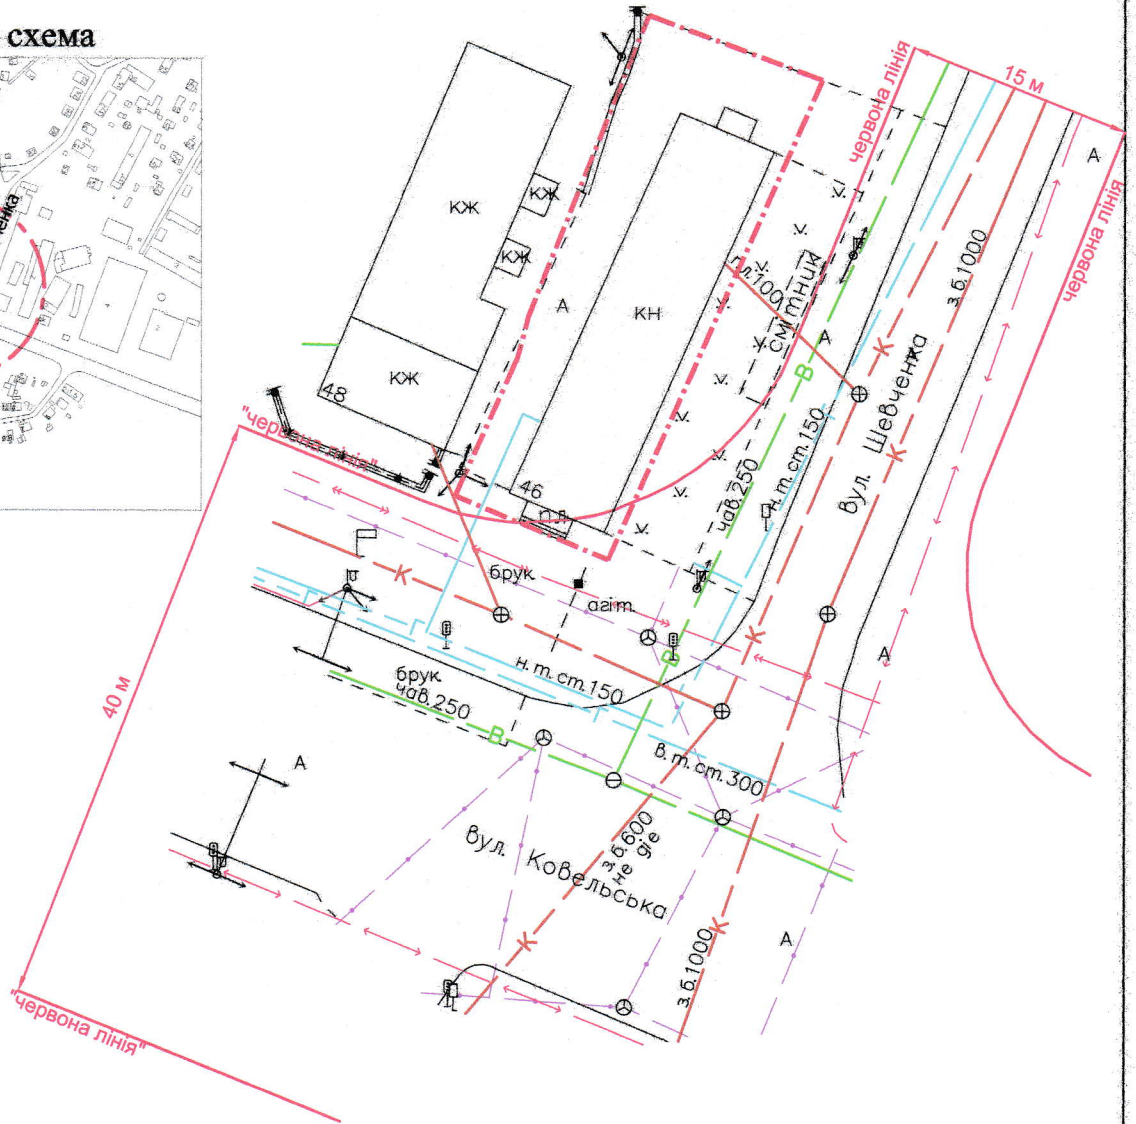 схема
15 м
червона лінія
А
червона лінія
КЖ
КЖ
КЖ
А
КН
смітник
А
з.б.1000
вул. Шевченка
К
К
В
КЖ
48
"червона лінія"
46
н.т.ст.150
чав.250
брук.
К
агіт.
К
А
В
н.т.ст.150
брук.
чав.250
В
40 м
А
в.т.ст.300
вул. Ковельська
з.б.600
не діє
К
К
з.б.1000
А
"червона лінія"